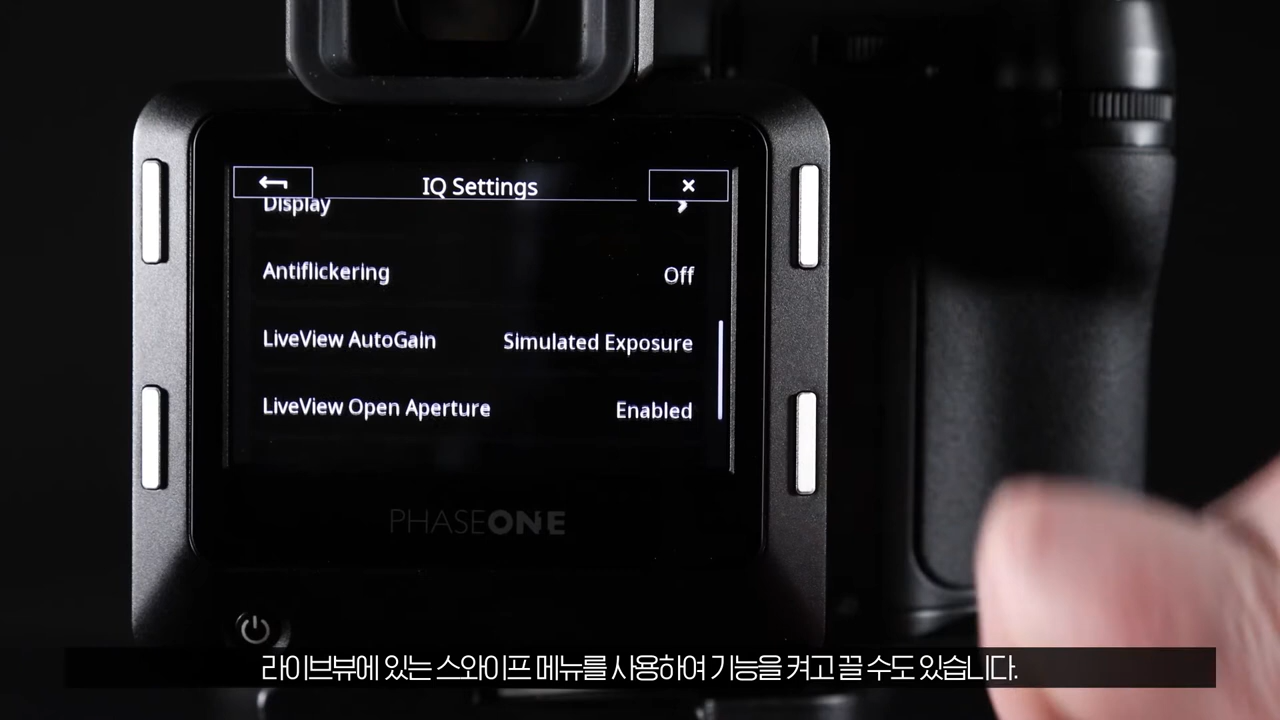 IQ Settings
Display
Antiflickering Off
LiveView AutoGain Simulated Exposure
LiveView Open Aperture Enabled
PHASEONE
라이브뷰에 있는 스와이프 메뉴를 사용하여 기능을 켜고 끌 수도 있습니다.